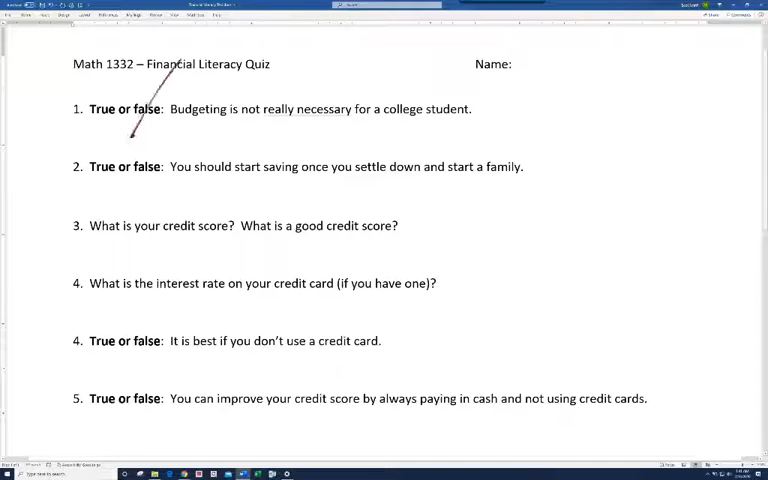 Math 1332 – Financial Literacy Quiz Name:
1. True or false: Budgeting is not really necessary for a college student.
2. True or false: You should start saving once you settle down and start a family.
3. What is your credit score? What is a good credit score?
4. What is the interest rate on your credit card (if you have one)?
4. True or false: It is best if you don't use a credit card.
5. True or false: You can improve your credit score by always paying in cash and not using credit cards.
Type here to search